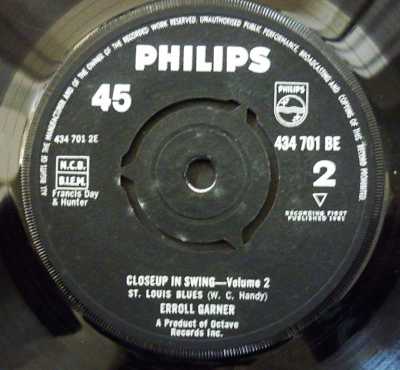 ALL RIGHTS OF THE MANUFACTURER AND OF THE OWNER OF THE RECORDED WORK RESERVED. UNAUTHORISED PUBLIC PERFORMANCE, BROADCASTING AND COPYING OF THIS RECORD PROHIBITED
PHILIPS
45
PHILIPS
434 701 2E
434 701 BE
N.C.B.
B.I.E.M.
Francis Day
& Hunter
2
RECORDING FIRST
PUBLISHED 1961
CLOSEUP IN SWING—Volume 2
ST. LOUIS BLUES (W. C. Handy)
ERROLL GARNER
A Product of Octave
Records Inc.